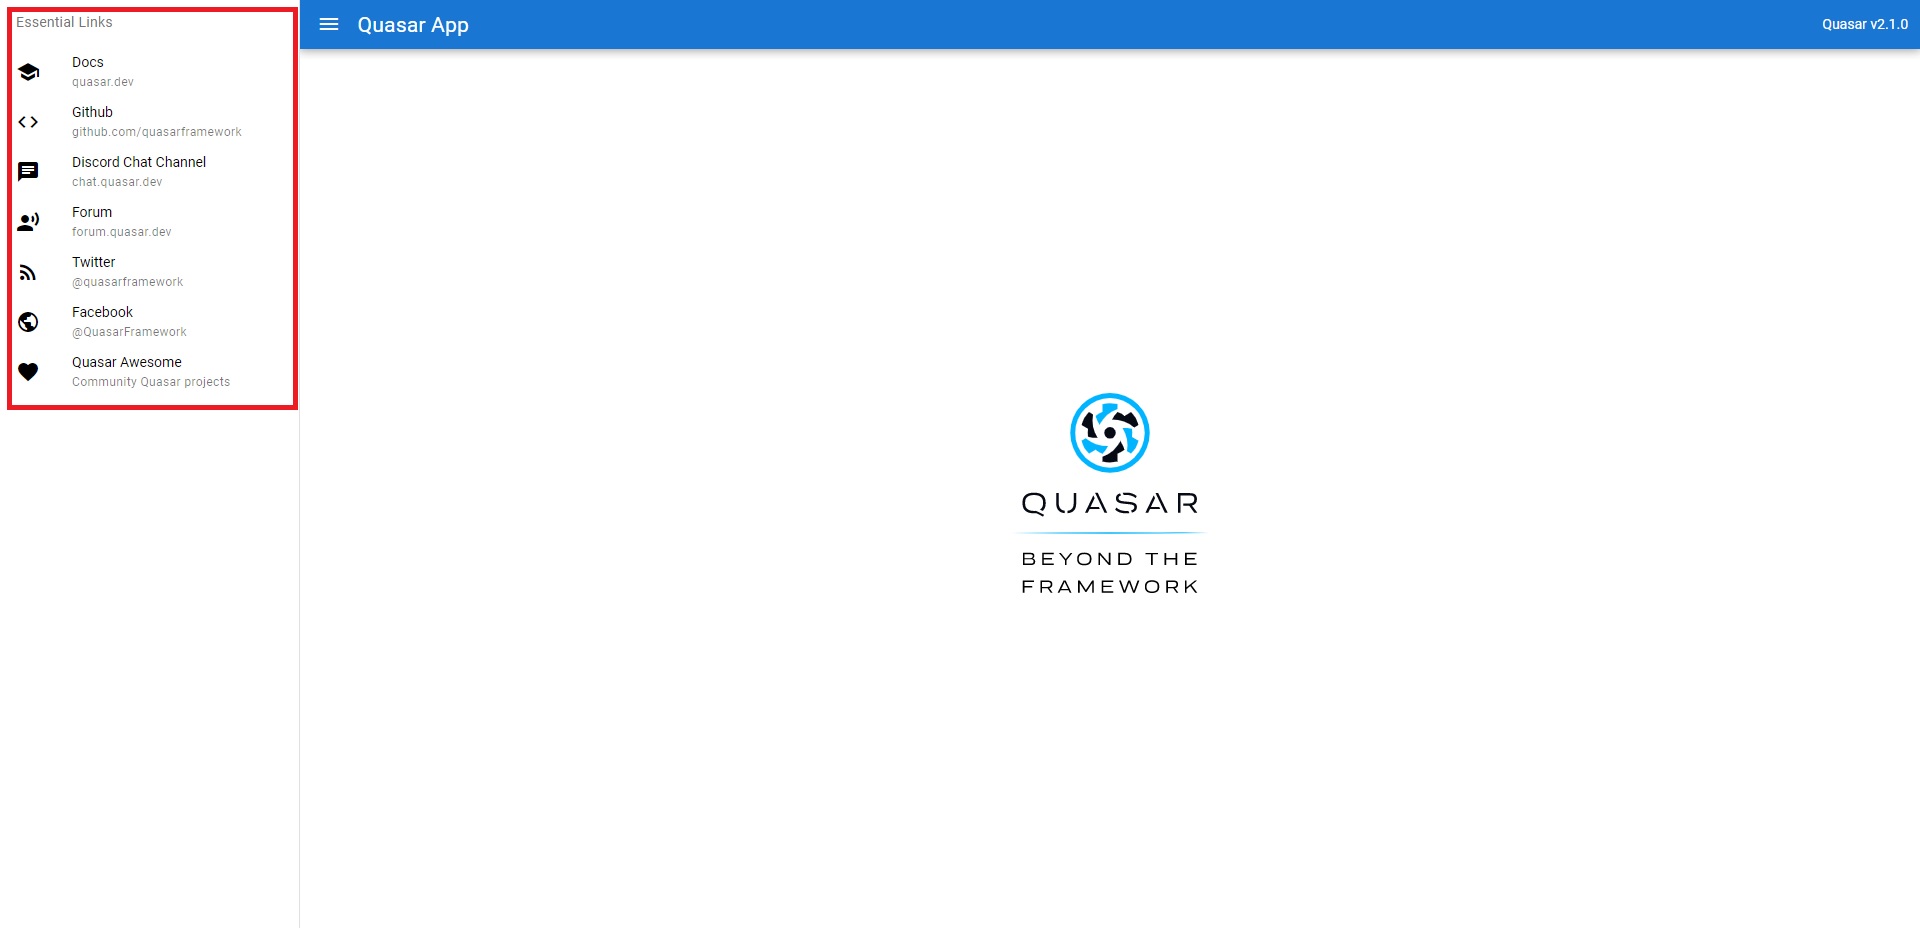 Essential Links
Docs
quasar.dev
Github
github.com/quasarframework
Discord Chat Channel
chat.quasar.dev
Forum
forum.quasar.dev
Twitter
@quasarframework
Facebook
@QuasarFramework
Quasar Awesome
Community Quasar projects
Quasar App
Quasar v2.1.0
QUASAR
BEYOND THE
FRAMEWORK